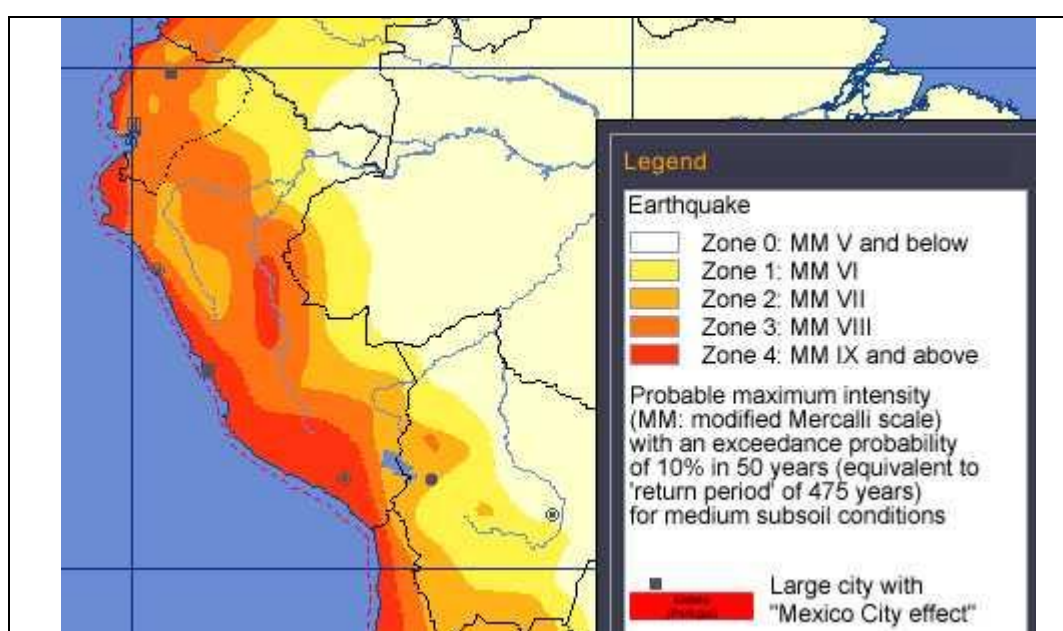 Legend
Earthquake
Zone 0: MM V and below
Zone 1: MM VI
Zone 2: MM VII
Zone 3: MM VIII
Zone 4: MM IX and above
Probable maximum intensity
(MM: modified Mercalli scale)
with an exceedance probability
of 10% in 50 years (equivalent to
'return period' of 475 years)
for medium subsoil conditions
Large city with
"Mexico City effect"